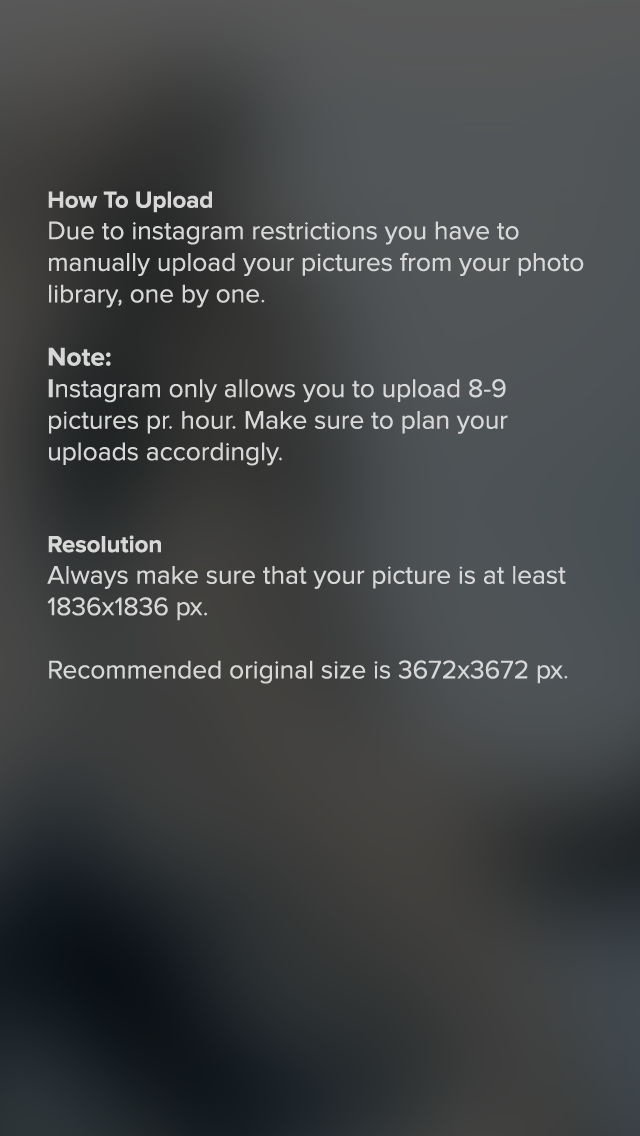 How To Upload
Due to instagram restrictions you have to
manually upload your pictures from your photo
library, one by one.
Note:
Instagram only allows you to upload 8-9
pictures pr. hour. Make sure to plan your
uploads accordingly.
Resolution
Always make sure that your picture is at least
1836x1836 px.
Recommended original size is 3672x3672 px.